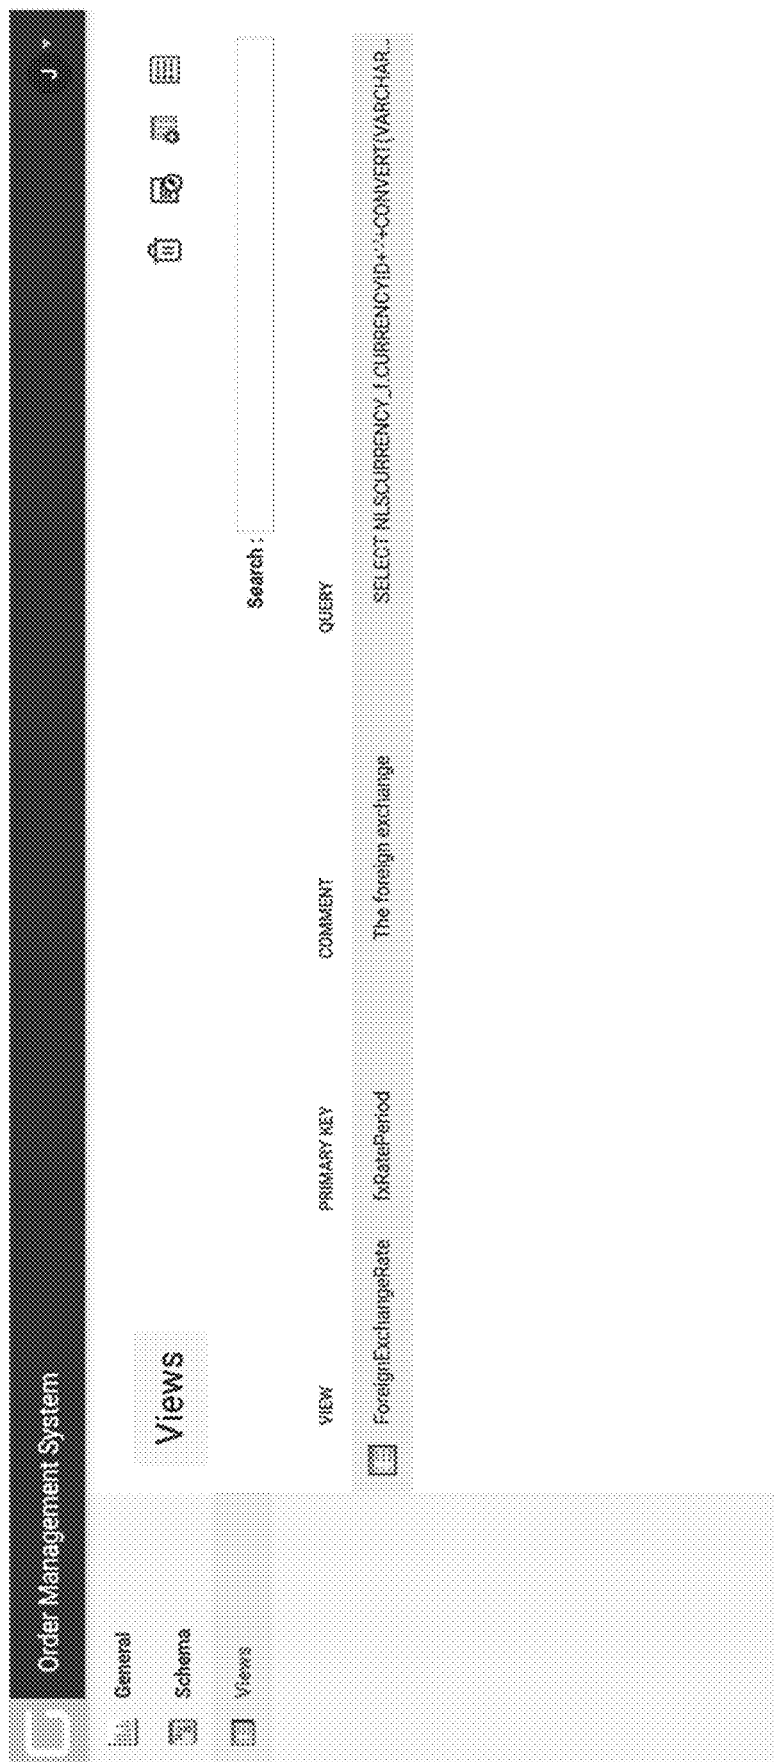 Order Management System
J
General
Schema
Views
Views
Search :
VIEW PRIMARY KEY COMMENT QUERY
ForeignExchangeRate fxRatePeriod The foreign exchange SELECT NLSCURRENCY_1.CURRENCYID+'-'+CONVERT(VARCHAR...